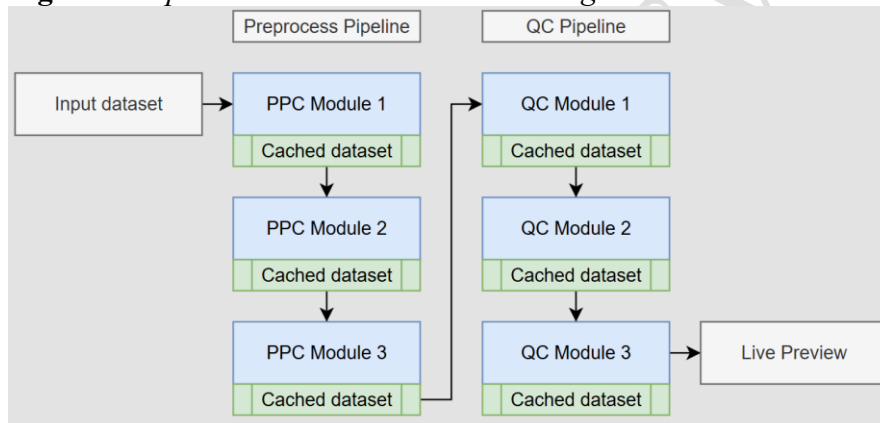 Preprocess Pipeline
QC Pipeline
Input dataset
PPC Module 1
Cached dataset
PPC Module 2
Cached dataset
PPC Module 3
Cached dataset
QC Module 1
Cached dataset
QC Module 2
Cached dataset
QC Module 3
Cached dataset
Live Preview